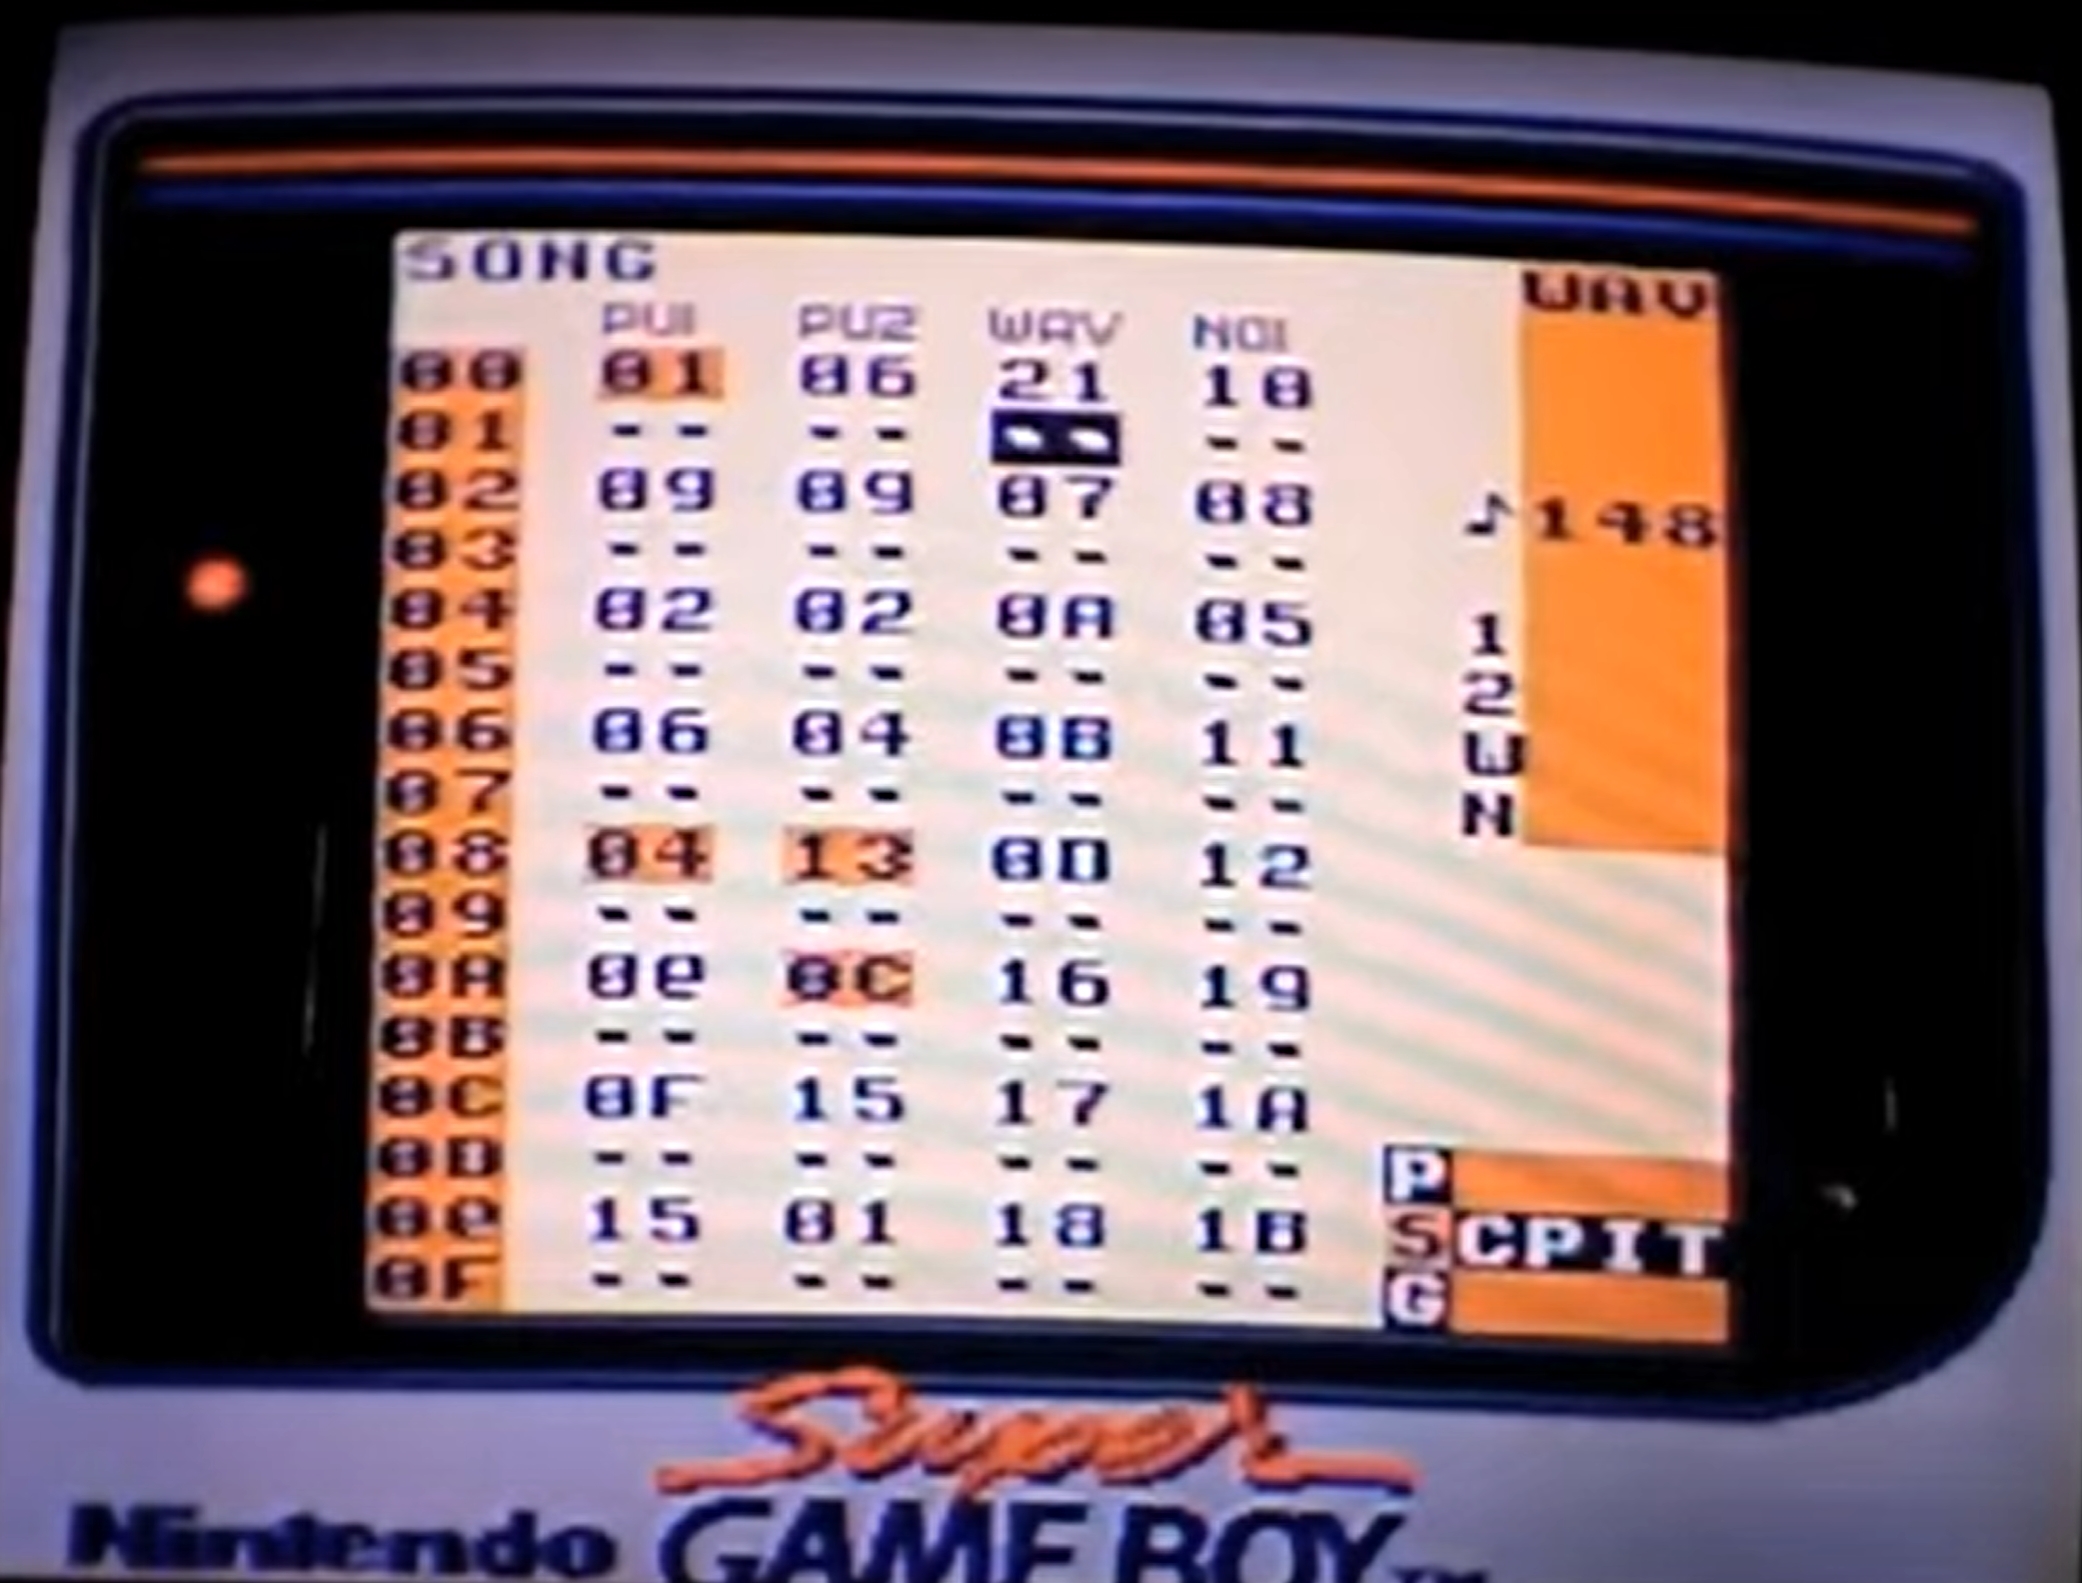 SONG WAV
PU1 PU2 WAV NOI
00 01 06 21 10
01 -- -- -- --
02 09 09 07 08 ♪148
03 -- -- -- --
04 02 02 0A 05 1
05 -- -- -- -- 2
06 06 04 0B 11 W
07 -- -- -- -- N
08 04 13 0D 12
09 -- -- -- --
0A 0e 0C 16 19
0B -- -- -- --
0C 0F 15 17 1A
0D -- -- -- -- P
0e 15 01 18 1B SCPIT
0F -- -- -- -- G
Super
Nintendo GAME BOY™